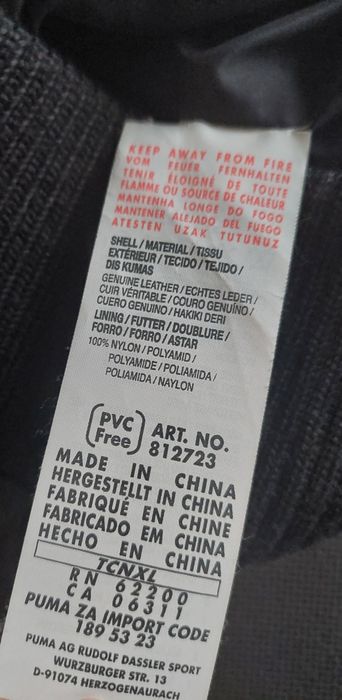 KEEP AWAY FROM FIRE
VOM FEUER FERNHALTEN
TENIR ÉLOIGNÉ DE TOUTE
FLAMME OU SOURCE DE CHALEUR
MANTENHA LONGE DO FOGO
MANTENER ALEJADO DEL FUEGO
ATESTEN UZAK TUTUNUZ
SHELL / MATERIAL / TISSU
EXTÉRIEUR / TECIDO / TEJIDO /
DIS KUMAS
GENUINE LEATHER / ECHTES LEDER /
CUIR VÉRITABLE / COURO GENUÍNO /
CUERO GENUINO / HAKIKI DERI
LINING / FUTTER / DOUBLURE /
FORRO / FORRO / ASTAR
100% NYLON / POLYAMID /
POLYAMIDE / POLIAMIDA /
POLIAMIDA / NAYLON
PVC Free ART. NO. 812723
MADE IN CHINA
HERGESTELLT IN CHINA
FABRIQUÉ EN CHINE
FABRICADO EM CHINA
HECHO EN CHINA
TCNXL
RN 62200
CA 06311
PUMA ZA IMPORT CODE
189 53 23
PUMA AG RUDOLF DASSLER SPORT
WURZBURGER STR. 13
D-91074 HERZOGENAURACH